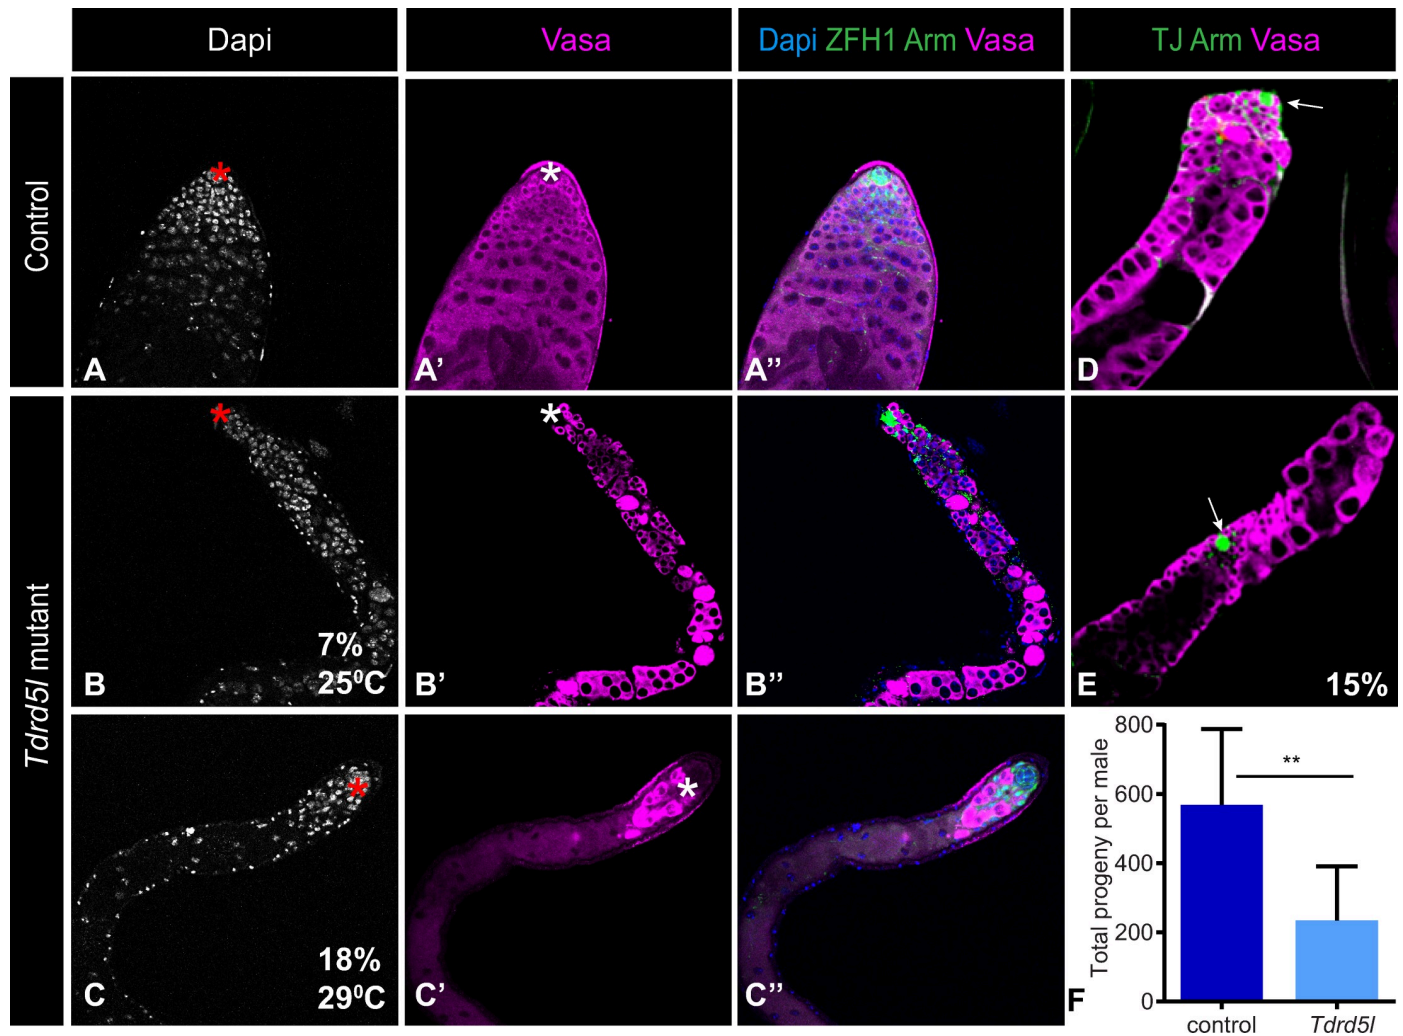 Dapi
Vasa
Dapi ZFH1 Arm Vasa
TJ Arm Vasa
Control
*
A
*
A’
A’’
D
Tdrd5l mutant
*
7%
25⁰C
B
*
B’
B’’
E
15%
*
18%
29⁰C
C
*
C’
C’’
F
Total progeny per male
800
600
400
200
0
**
control
Tdrd5l